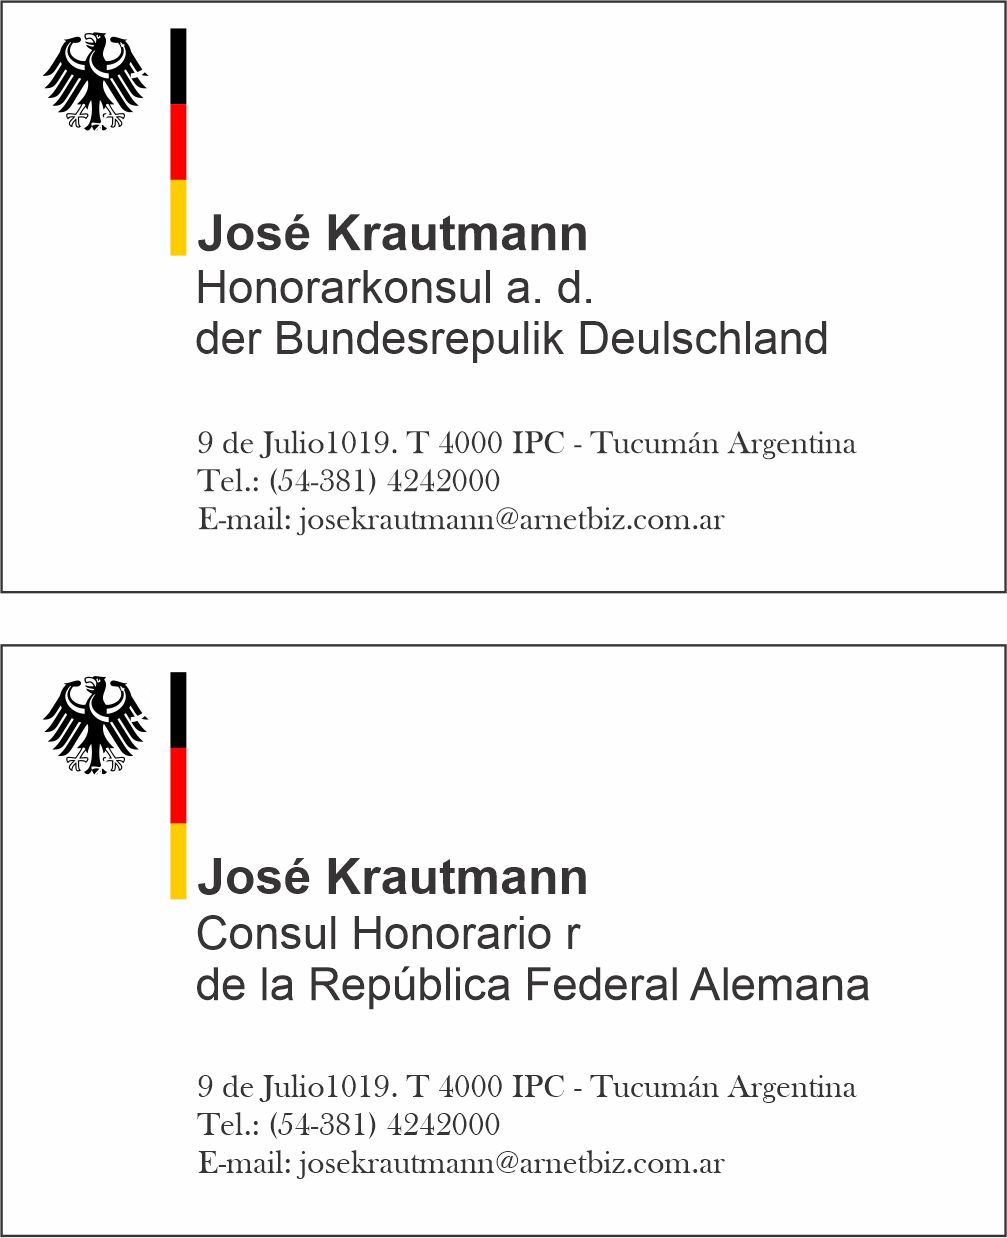 José Krautmann
Honorarkonsul a. d.
der Bundesrepulik Deulschland
9 de Julio1019. T 4000 IPC - Tucumán Argentina
Tel.: (54-381) 4242000
E-mail: josekrautmann@arnetbiz.com.ar
José Krautmann
Consul Honorario r
de la República Federal Alemana
9 de Julio1019. T 4000 IPC - Tucumán Argentina
Tel.: (54-381) 4242000
E-mail: josekrautmann@arnetbiz.com.ar